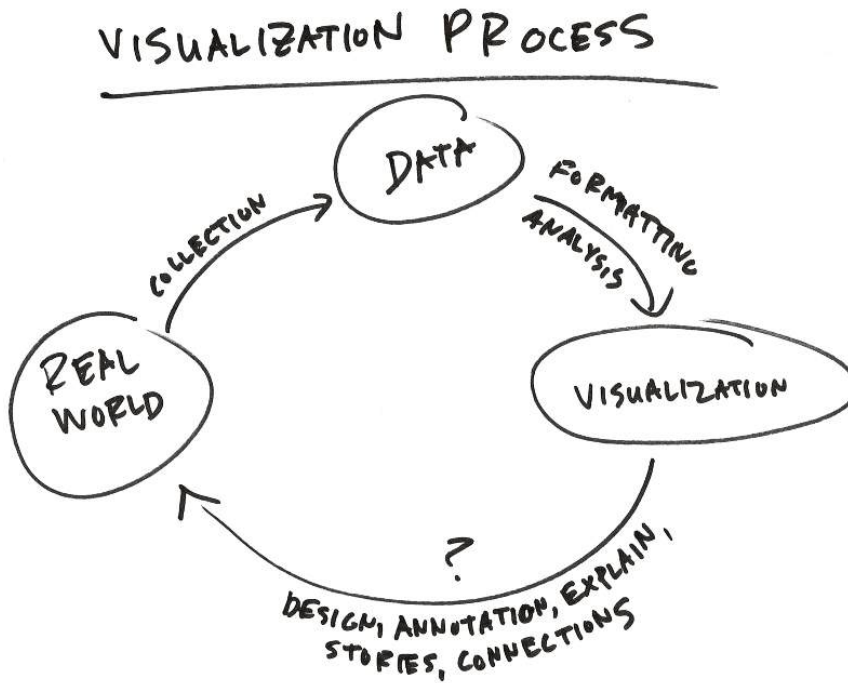 VISUALIZATION PROCESS
DATA
COLLECTION
FORMATTING
ANALYSIS
REAL
WORLD
VISUALIZATION
?
DESIGN, ANNOTATION, EXPLAIN,
STORIES, CONNECTIONS